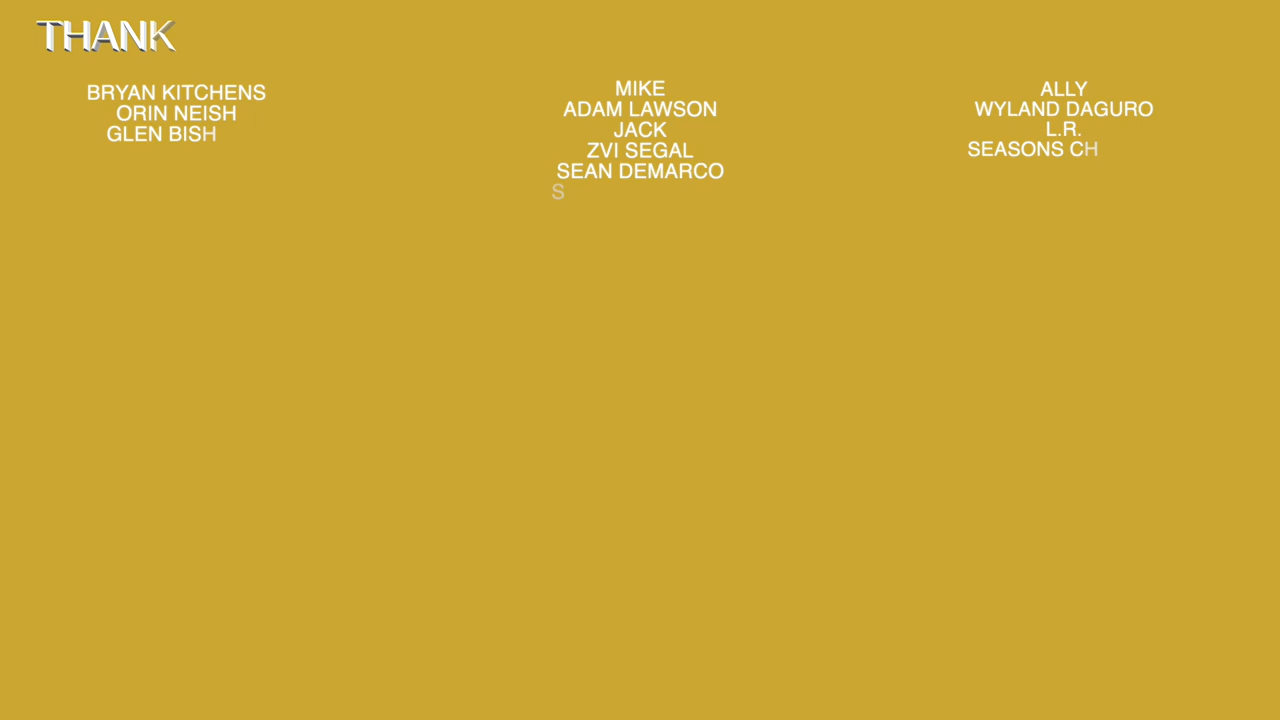 THANK
BRYAN KITCHENS
ORIN NEISH
GLEN BISH
MIKE
ADAM LAWSON
JACK
ZVI SEGAL
SEAN DEMARCO
S
ALLY
WYLAND DAGURO
L.R.
SEASONS CH